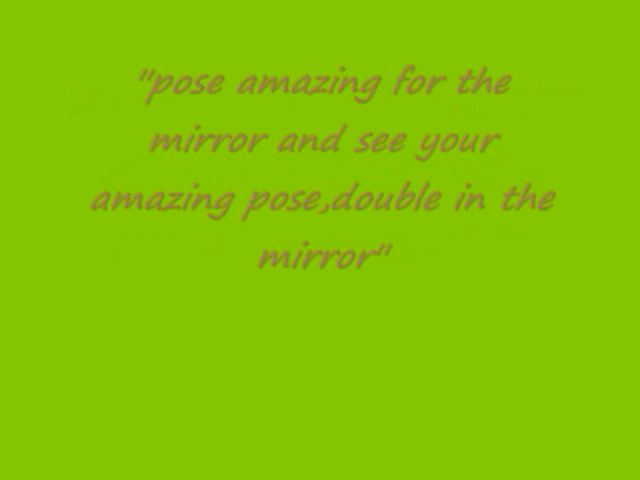 "pose amazing for the
mirror and see your
amazing pose,double in the
mirror"